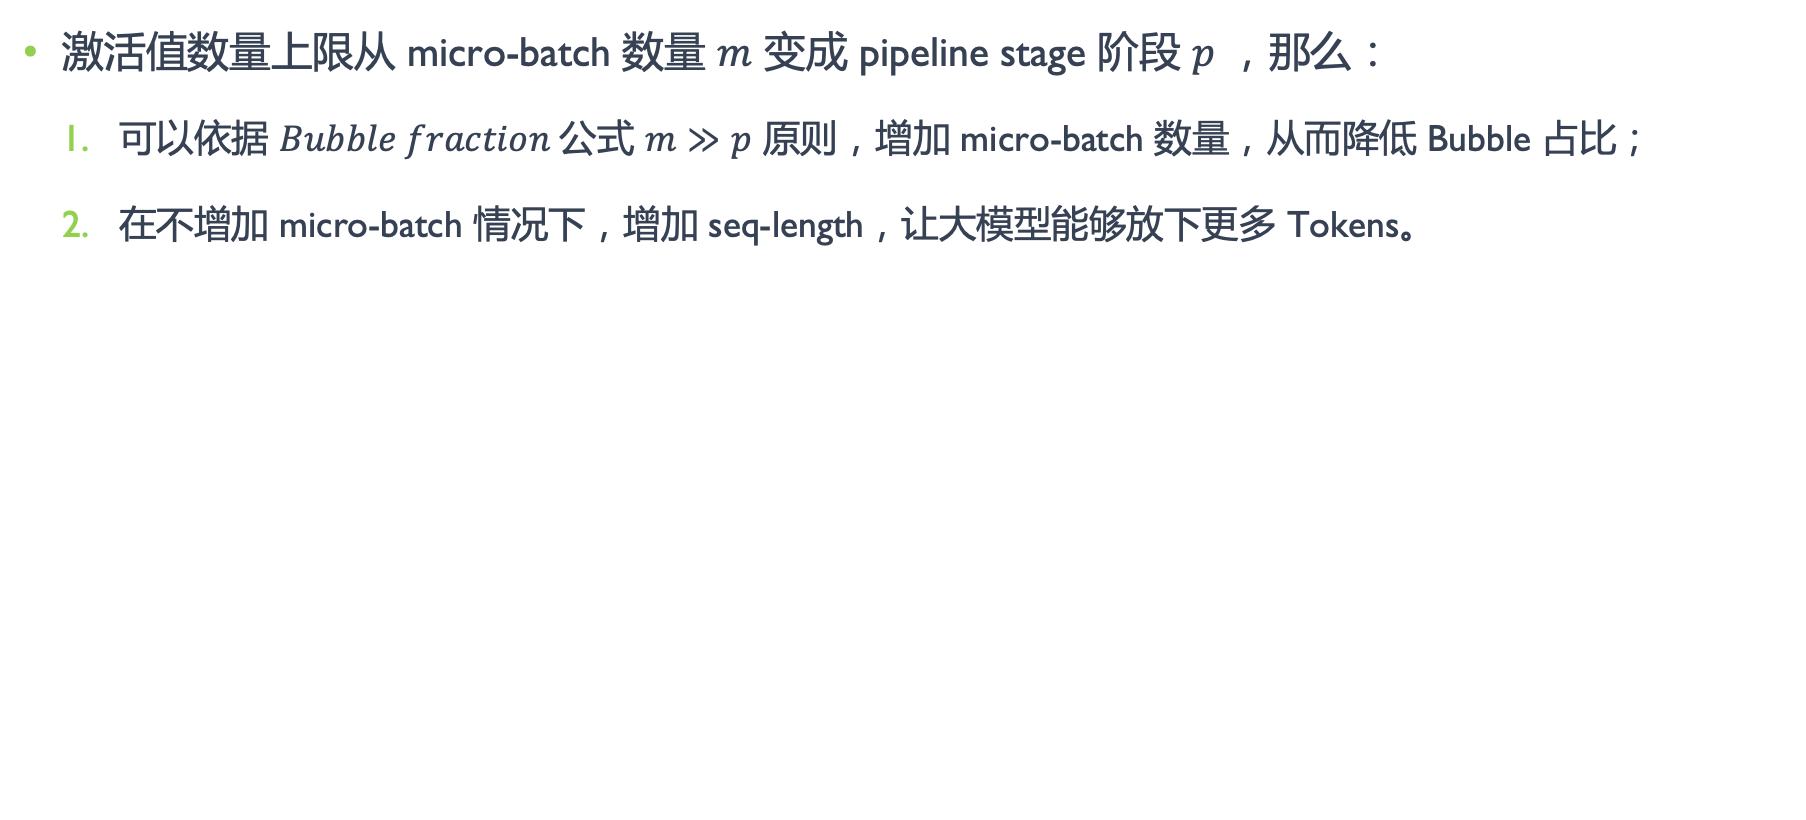 • 激活值数量上限从 micro-batch 数量 m 变成 pipeline stage 阶段 p ，那么：
1. 可以依据 Bubble fraction 公式 m ≫ p 原则，增加 micro-batch 数量，从而降低 Bubble 占比；
2. 在不增加 micro-batch 情况下，增加 seq-length，让大模型能够放下更多 Tokens。